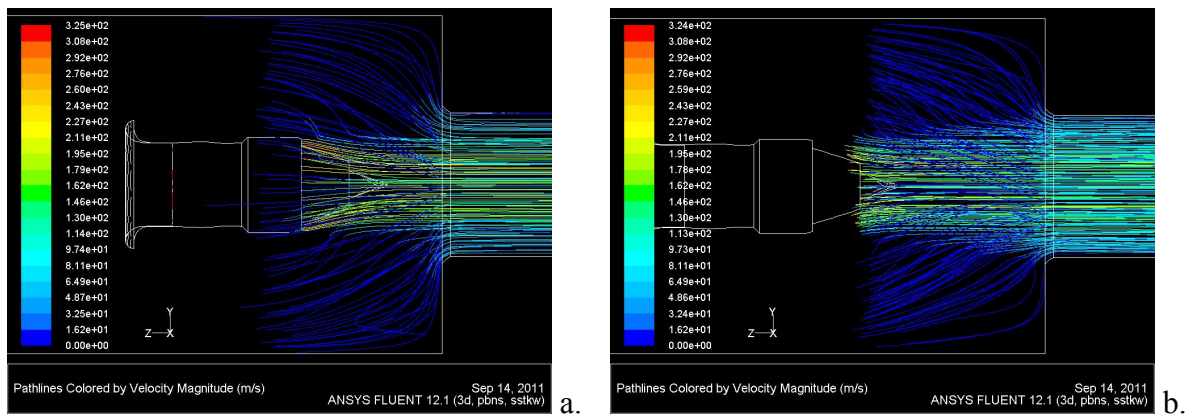 3.25e+02
3.08e+02
2.92e+02
2.76e+02
2.60e+02
2.43e+02
2.27e+02
2.11e+02
1.95e+02
1.79e+02
1.62e+02
1.46e+02
1.30e+02
1.14e+02
9.74e+01
8.11e+01
6.49e+01
4.87e+01
3.25e+01
1.62e+01
0.00e+00
Y
Z X
Pathlines Colored by Velocity Magnitude (m/s)
Sep 14, 2011
ANSYS FLUENT 12.1 (3d, pbns, sstkw)
a.
3.24e+02
3.08e+02
2.92e+02
2.76e+02
2.59e+02
2.43e+02
2.27e+02
2.11e+02
1.95e+02
1.78e+02
1.62e+02
1.46e+02
1.30e+02
1.13e+02
9.73e+01
8.11e+01
6.49e+01
4.86e+01
3.24e+01
1.62e+01
0.00e+00
Y
Z X
Pathlines Colored by Velocity Magnitude (m/s)
Sep 14, 2011
ANSYS FLUENT 12.1 (3d, pbns, sstkw)
b.